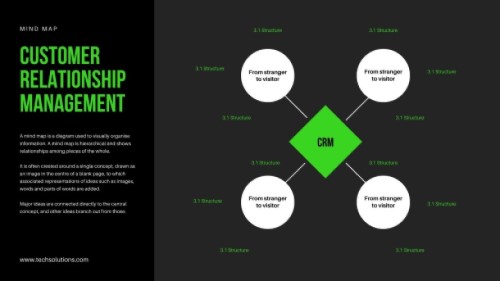 MIND MAP
CUSTOMER
RELATIONSHIP
MANAGEMENT
A mind map is a diagram used to visually organise
information. A mind map is hierarchical and shows
relationships among pieces of the whole.
It is often created around a single concept, drawn as
an image in the centre of a blank page, to which
associated representations of ideas such as images,
words and parts of words are added.
Major ideas are connected directly to the central
concept, and other ideas branch out from those.
www.techsolutions.com
3.1 Structure
3.1 Structure
3.1 Structure
From stranger
to visitor
From stranger
to visitor
3.1 Structure
3.1 Structure
3.1 Structure
CRM
3.1 Structure
3.1 Structure
3.1 Structure
From stranger
to visitor
From stranger
to visitor
3.1 Structure
3.1 Structure
3.1 Structure